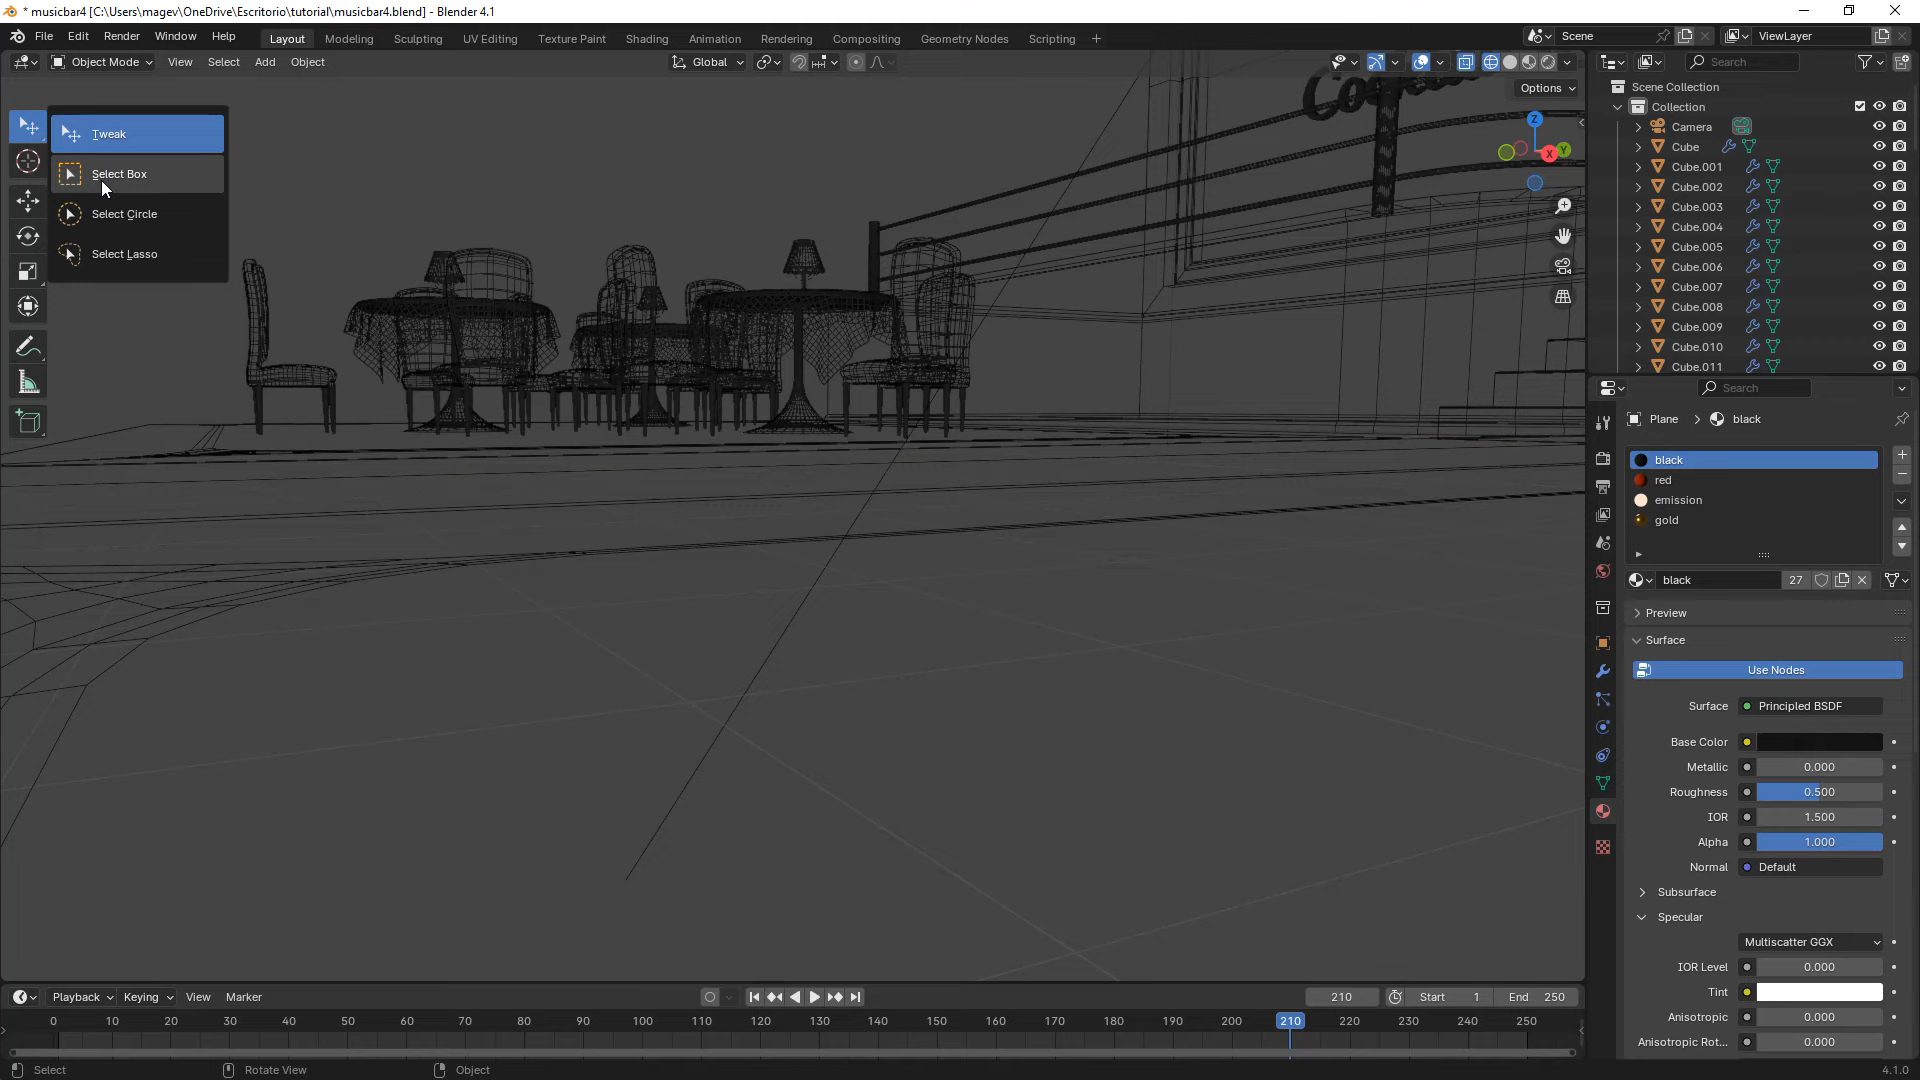 * musicbar4 [C:\Users\magev\OneDrive\Escritorio\tutorial\musicbar4.blend] - Blender 4.1
File Edit Render Window Help Layout Modeling Sculpting UV Editing Texture Paint Shading Animation Rendering Compositing Geometry Nodes Scripting + Scene ViewLayer
Object Mode View Select Add Object Global Search
Options
Tweak
Select Box
Select Circle
Select Lasso
Z
X Y
Scene Collection
Collection
Camera
Cube
Cube.001
Cube.002
Cube.003
Cube.004
Cube.005
Cube.006
Cube.007
Cube.008
Cube.009
Cube.010
Cube.011
Search
Plane > black
black
red
emission
gold
black 27
Preview
Surface
Use Nodes
Surface Principled BSDF
Base Color
Metallic 0.000
Roughness 0.500
IOR 1.500
Alpha 1.000
Normal Default
Subsurface
Specular
Multiscatter GGX
IOR Level 0.000
Tint
Anisotropic 0.000
Anisotropic Rot... 0.000
Playback Keying View Marker 210 Start 1 End 250
0 10 20 30 40 50 60 70 80 90 100 110 120 130 140 150 160 170 180 190 200 210 220 230 240 250
Select Rotate View Object 4.1.0